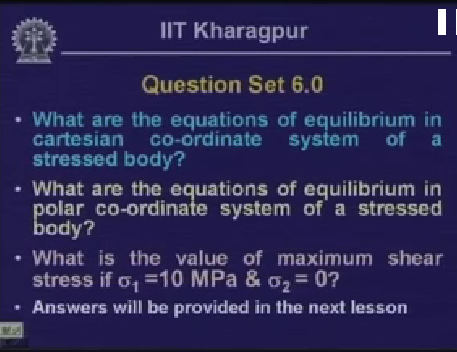 IIT Kharagpur
Question Set 6.0
• What are the equations of equilibrium in
cartesian co-ordinate system of a
stressed body?
• What are the equations of equilibrium in
polar co-ordinate system of a stressed
body?
• What is the value of maximum shear
stress if σ₁ =10 MPa & σ₂ = 0?
• Answers will be provided in the next lesson